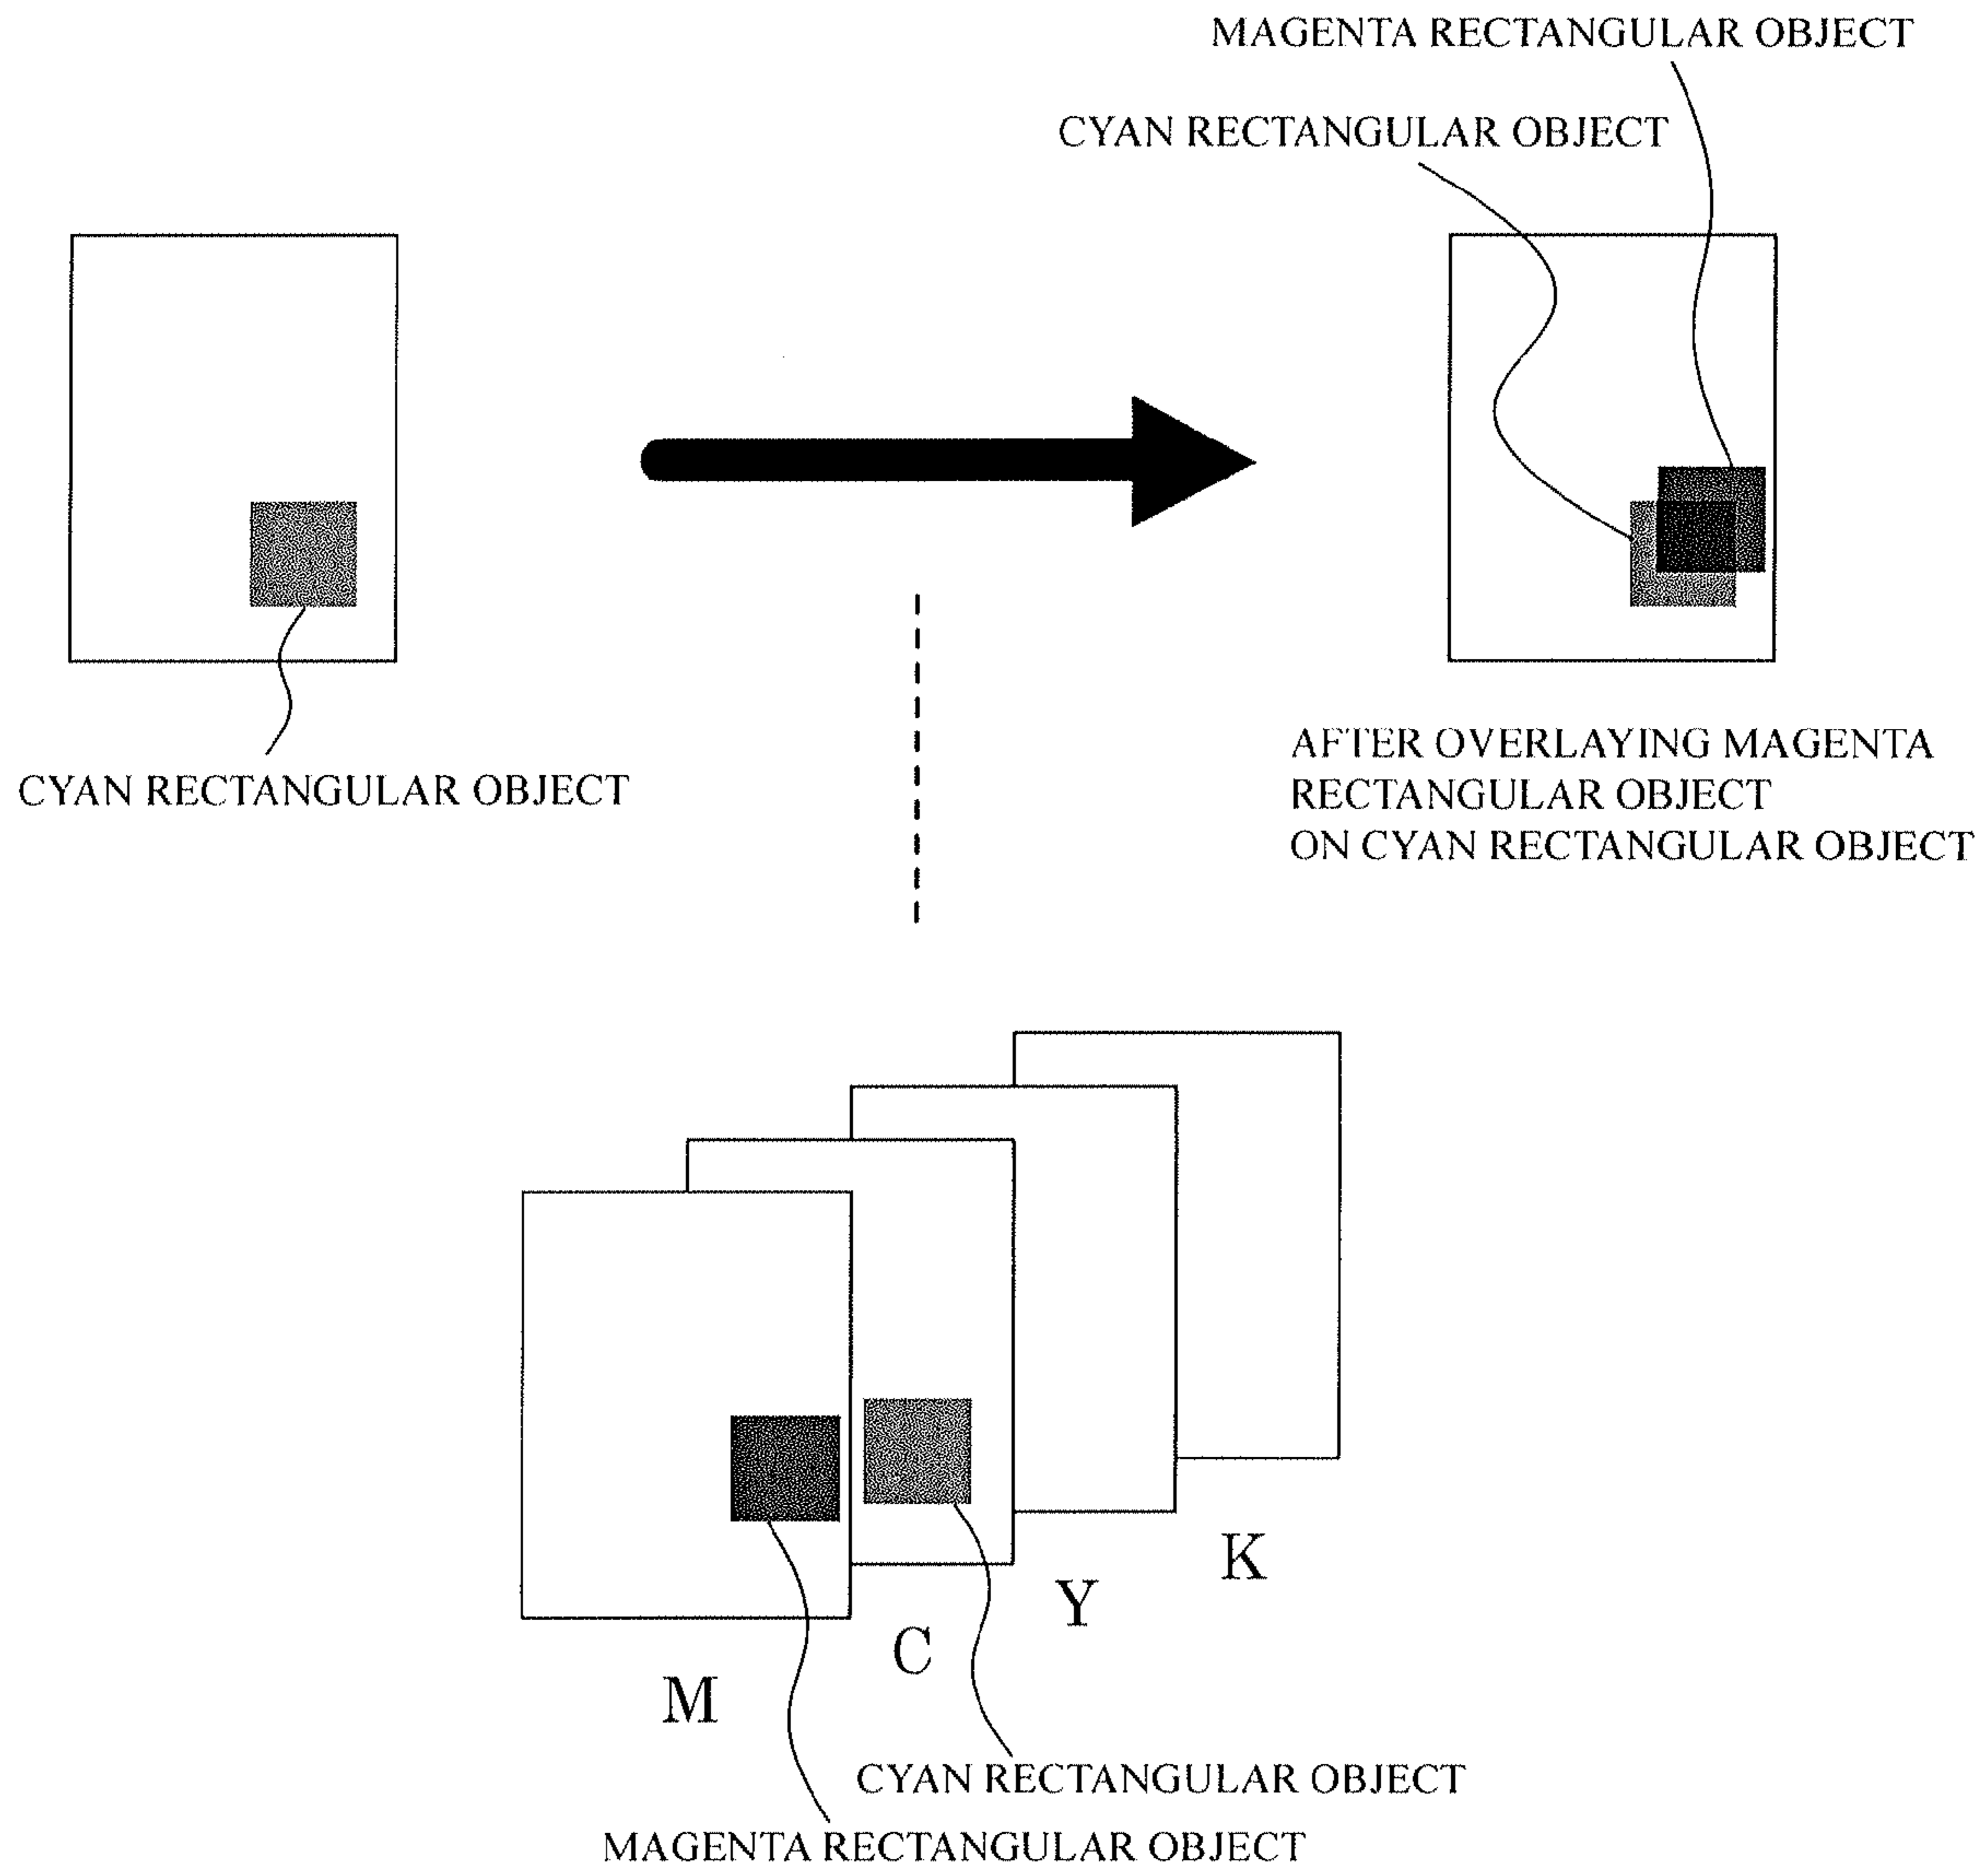 MAGENTA RECTANGULAR OBJECT
CYAN RECTANGULAR OBJECT
CYAN RECTANGULAR OBJECT
AFTER OVERLAYING MAGENTA
RECTANGULAR OBJECT
ON CYAN RECTANGULAR OBJECT
K
Y
C
M
CYAN RECTANGULAR OBJECT
MAGENTA RECTANGULAR OBJECT